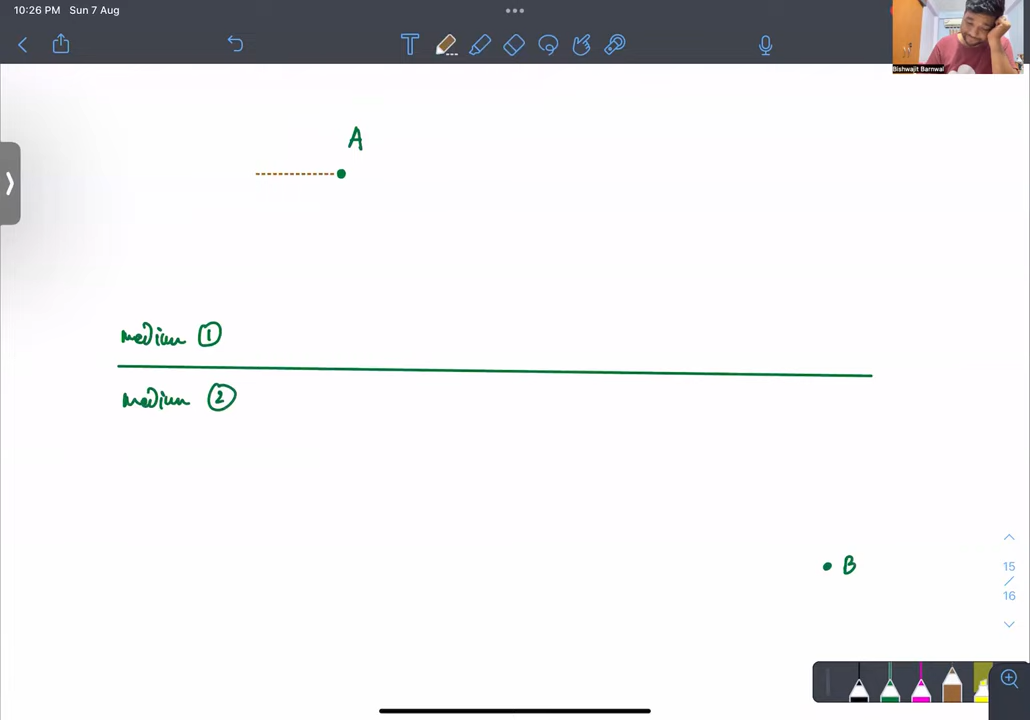 10:26 PM Sun 7 Aug
Bishwajit Barnwal
A
medium ①
medium ②
B
15
/
16